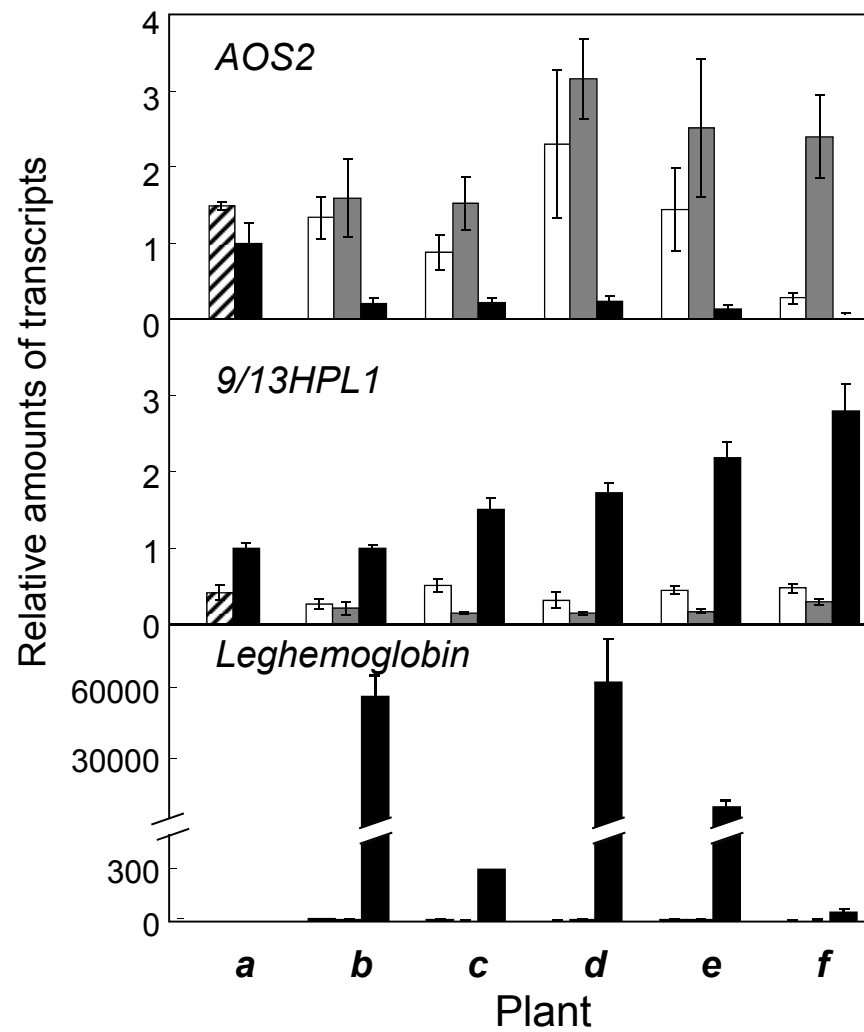 Relative amounts of transcripts
AOS2
4
3
2
1
0
9/13HPL1
3
2
1
0
Leghemoglobin
60000
30000
300
0
a b c d e f
Plant